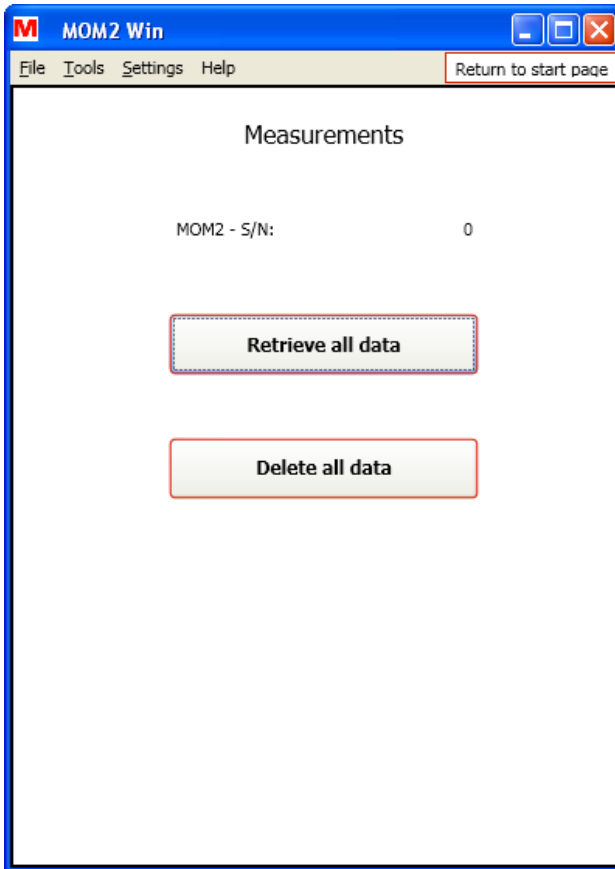 M MOM2 Win
File Tools Settings Help Return to start page
Measurements
MOM2 - S/N: 0
Retrieve all data
Delete all data